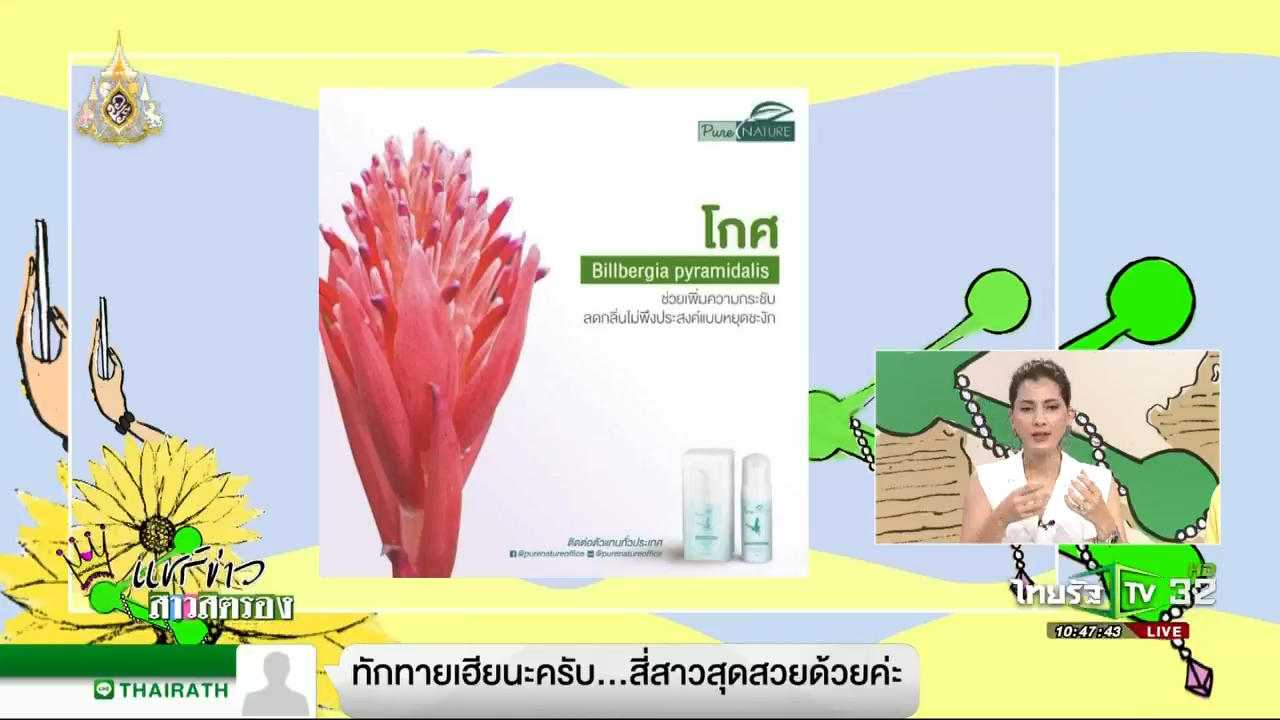 Pure NATURE
โกศ
Billbergia pyramidalis
ช่วยเพิ่มความกระชับ
ลดกลิ่นไม่พึงประสงค์แบบหยุดชะงัก
ติดต่อตัวแทนทั่วประเทศ
@purenatureoffice @purenatureoffice
แชร์ข่าว
สาวสตรอง
ไทยรัฐ TV 32 HD
10:47:43 LIVE
THAIRATH
ทักทายเฮียนะครับ...สี่สาวสุดสวยด้วยค่ะ